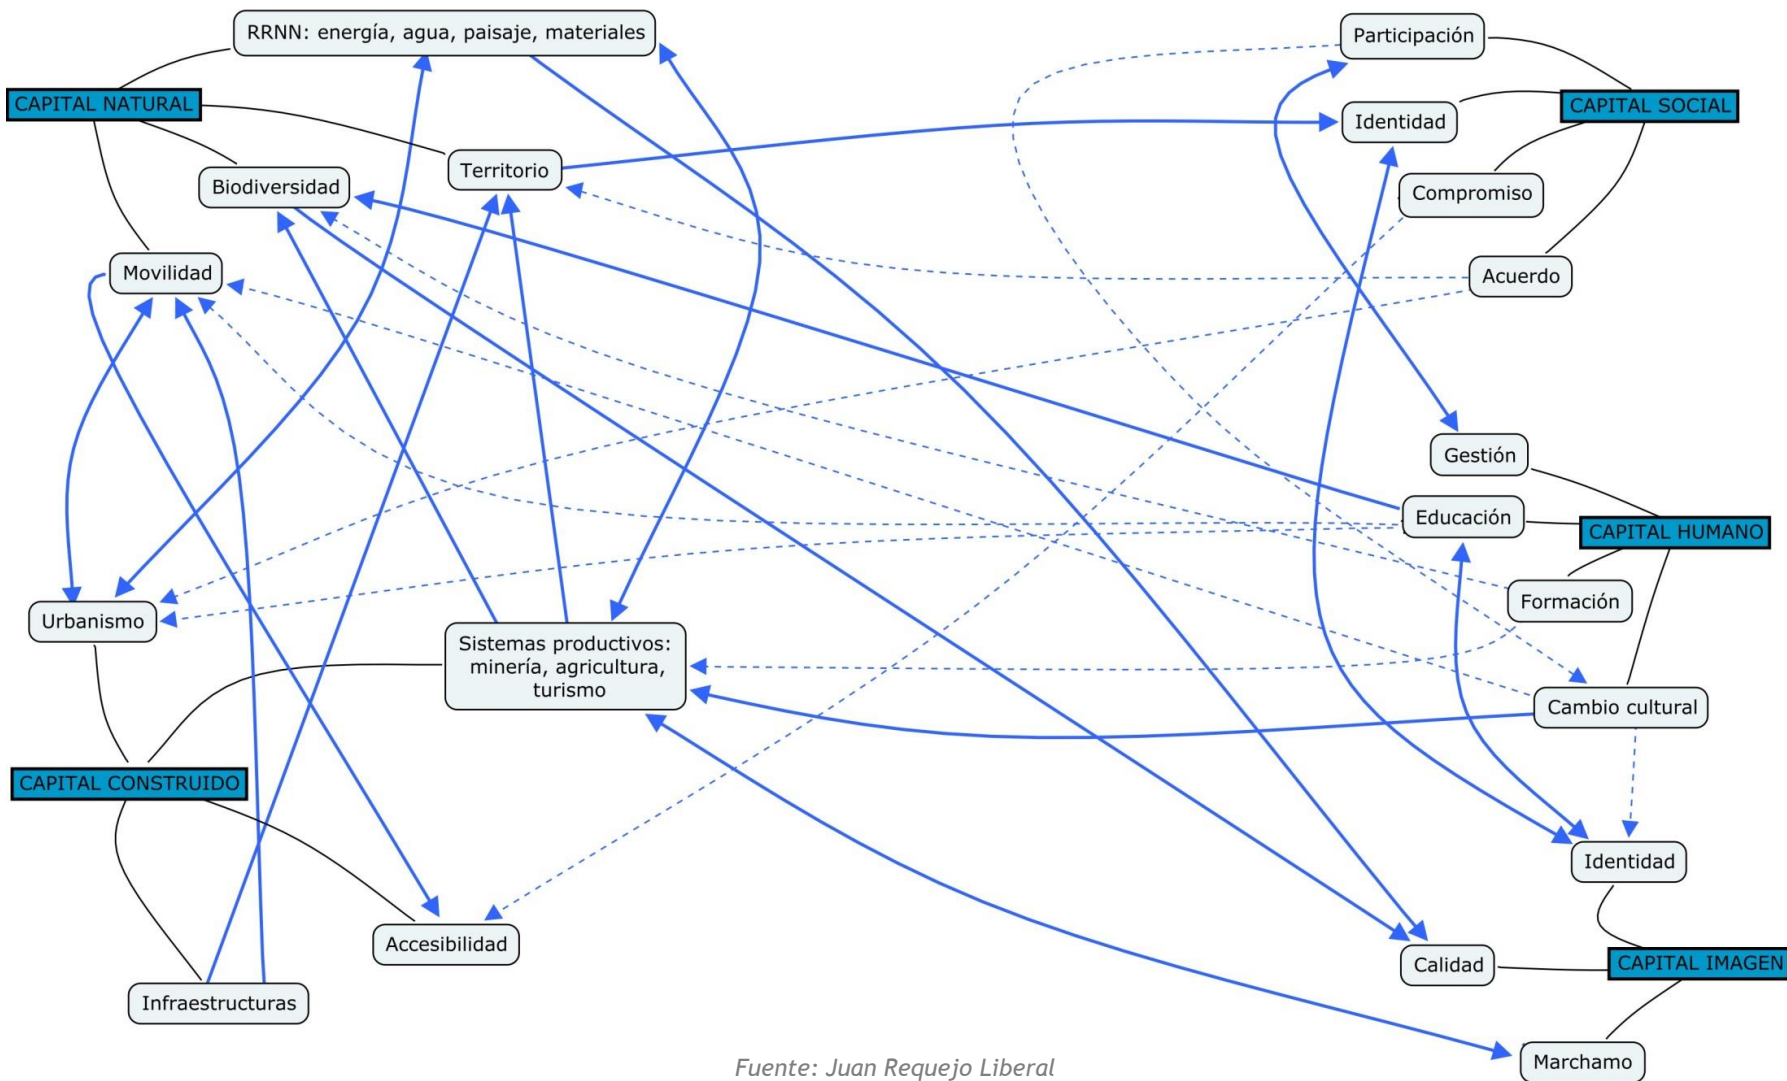 RRNN: energía, agua, paisaje, materiales
Participación
CAPITAL NATURAL
CAPITAL SOCIAL
Identidad
Territorio
Biodiversidad
Compromiso
Movilidad
Acuerdo
Gestión
Educación
CAPITAL HUMANO
Formación
Urbanismo
Sistemas productivos:
minería, agricultura,
turismo
Cambio cultural
CAPITAL CONSTRUIDO
Identidad
Accesibilidad
Calidad
CAPITAL IMAGEN
Infraestructuras
Marchamo
Fuente: Juan Requejo Liberal